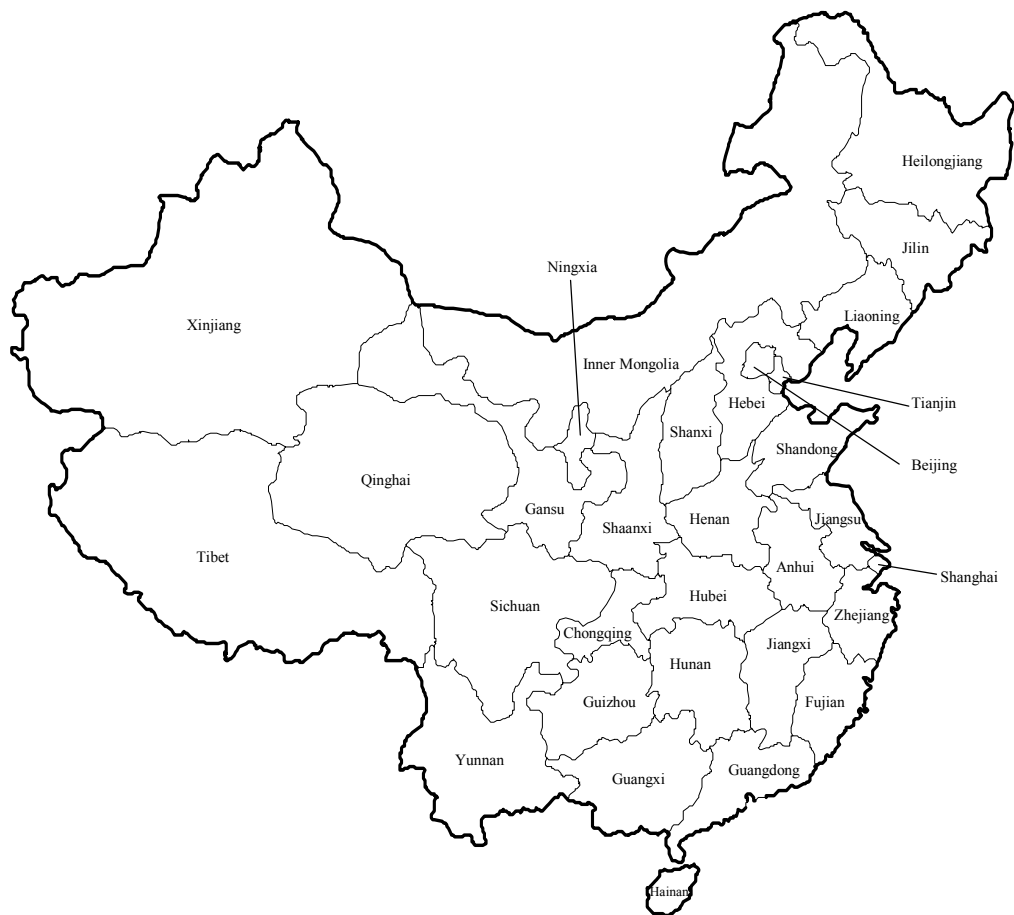 Heilongjiang
Jilin
Ningxia
Liaoning
Xinjiang
Inner Mongolia
Tianjin
Hebei
Shanxi
Shandong
Beijing
Qinghai
Gansu
Jiangsu
Henan
Shaanxi
Tibet
Anhui
Shanghai
Hubei
Sichuan
Zhejiang
Chongqing
Jiangxi
Hunan
Guizhou
Fujian
Yunnan
Guangdong
Guangxi
Hainan